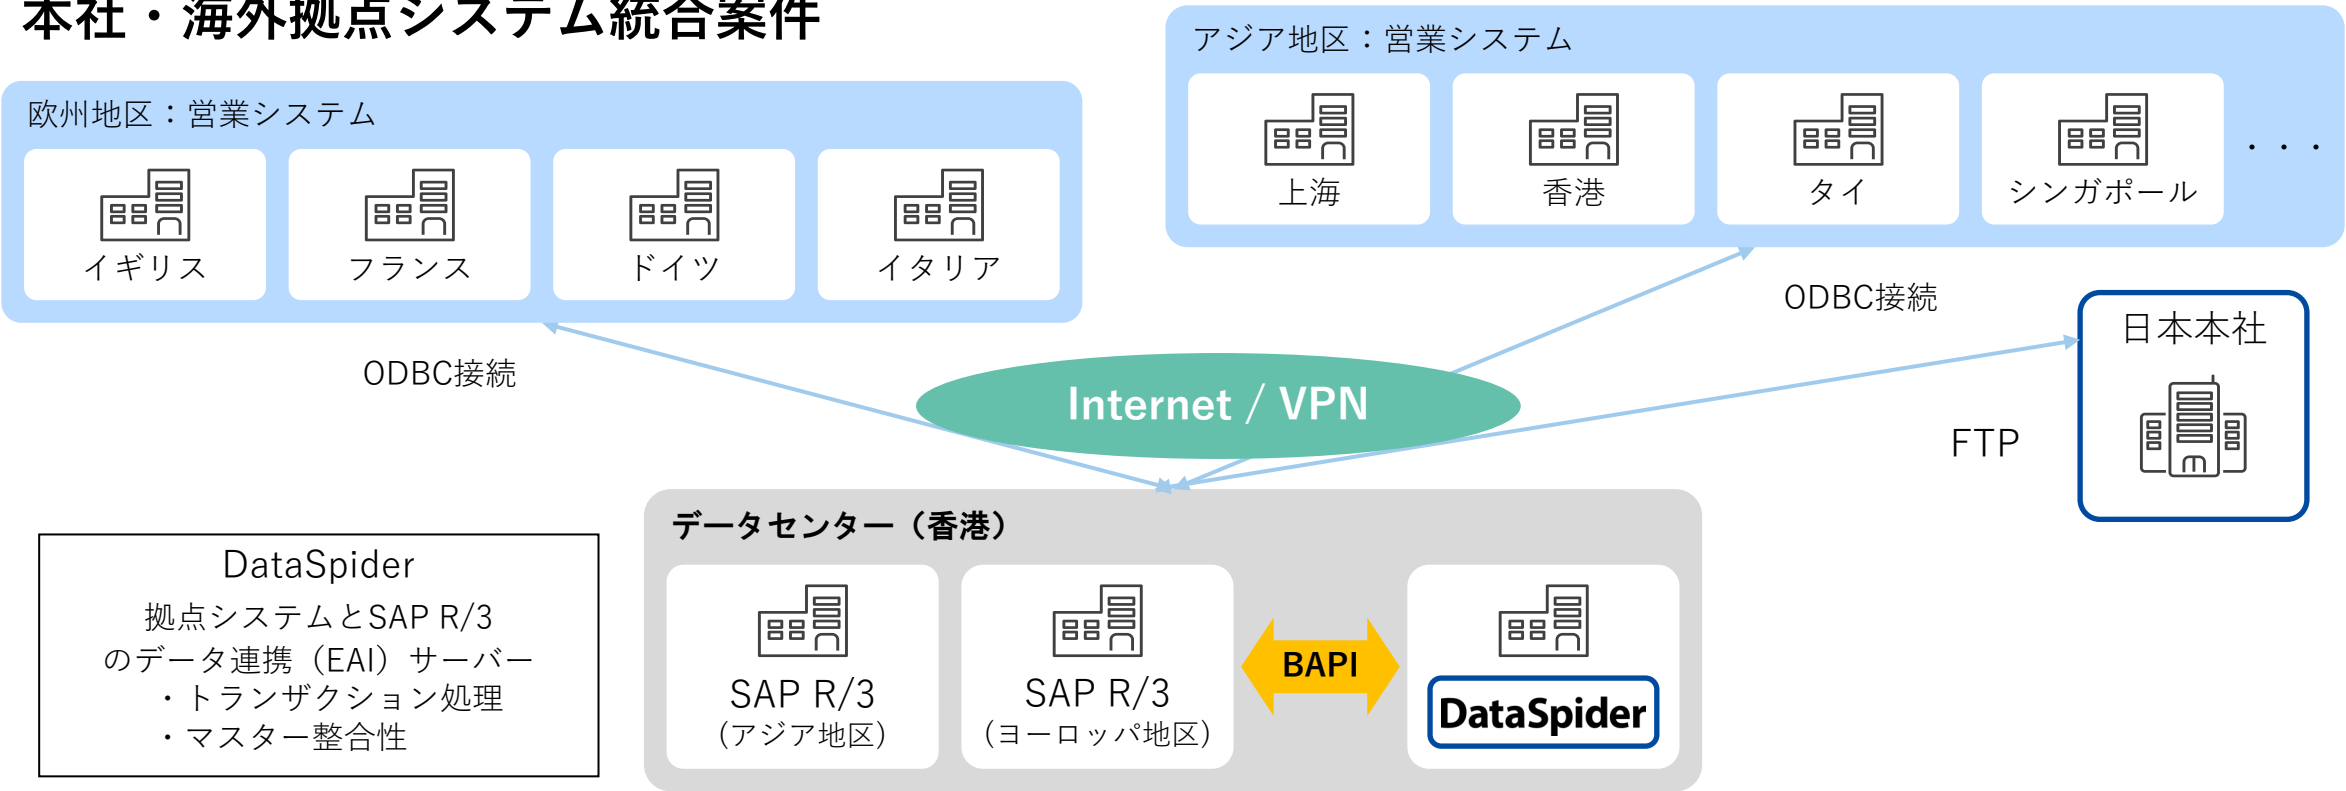 本社・海外拠点システム統合案件
アジア地区：営業システム
上海
香港
タイ
シンガポール
・・・
欧州地区：営業システム
イギリス
フランス
ドイツ
イタリア
ODBC接続
ODBC接続
日本本社
Internet / VPN
FTP
データセンター（香港）
SAP R/3
（アジア地区）
SAP R/3
（ヨーロッパ地区）
BAPI
DataSpider
DataSpider
拠点システムとSAP R/3
のデータ連携（EAI）サーバー
・トランザクション処理
・マスター整合性